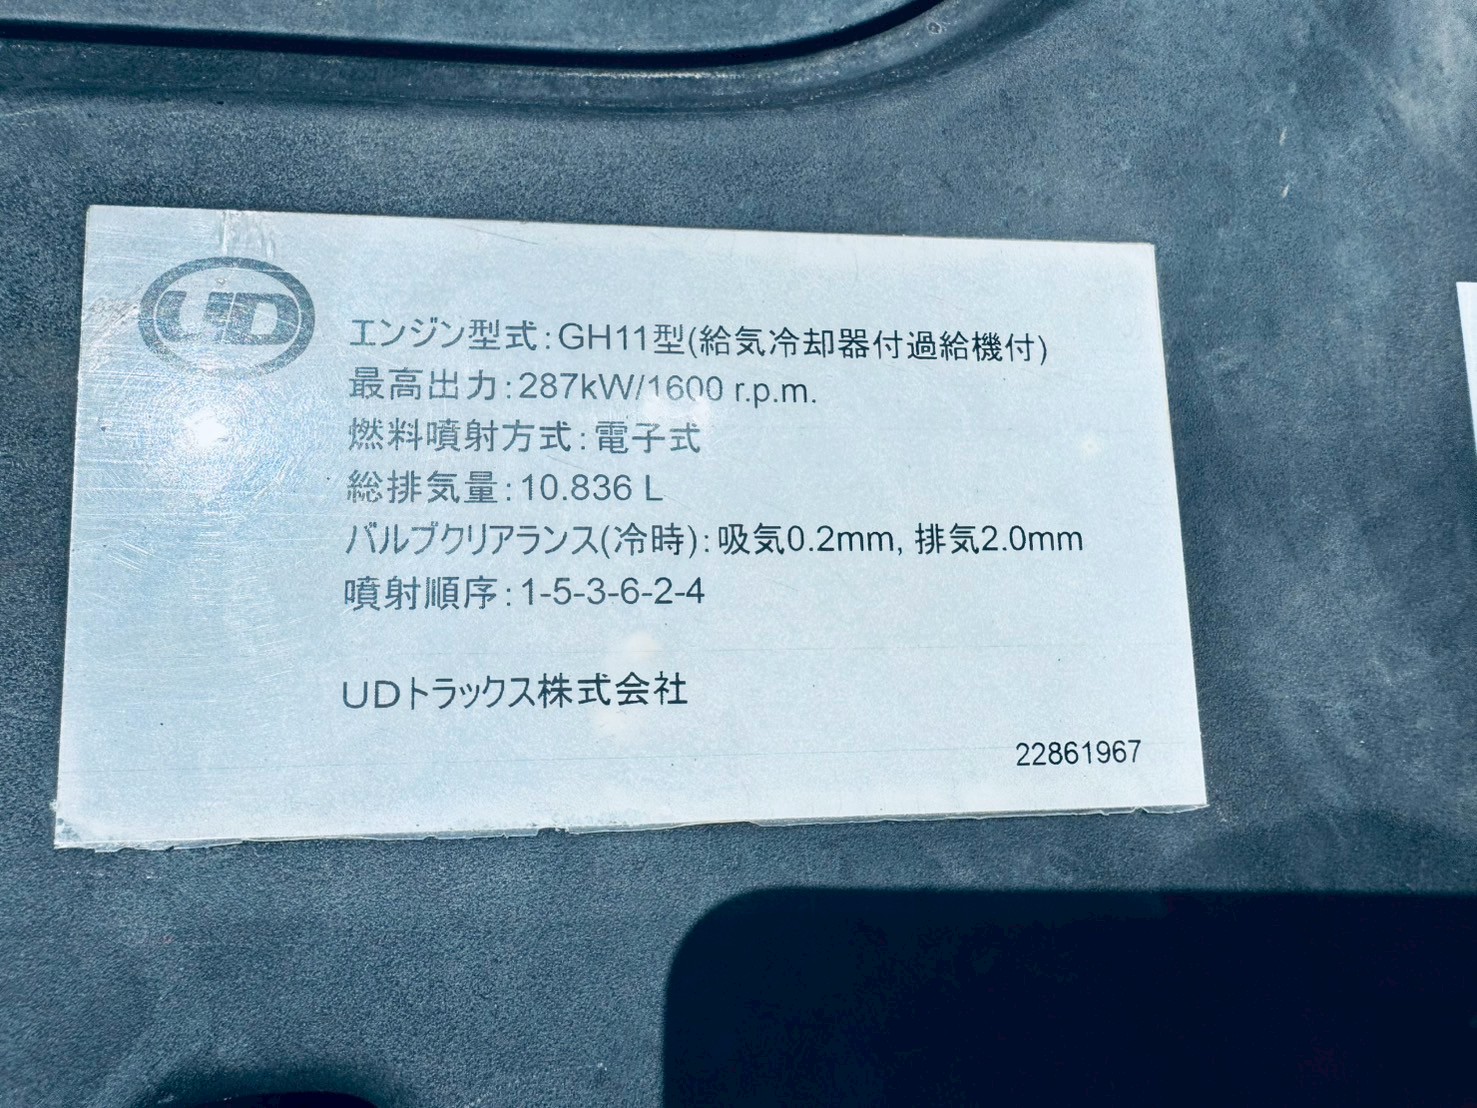 UD
エンジン型式:GH11型(給気冷却器付過給機付)
最高出力:287kW/1600 r.p.m.
燃料噴射方式:電子式
総排気量:10.836 L
バルブクリアランス(冷時):吸気0.2mm, 排気2.0mm
噴射順序:1-5-3-6-2-4
UDトラックス株式会社
22861967